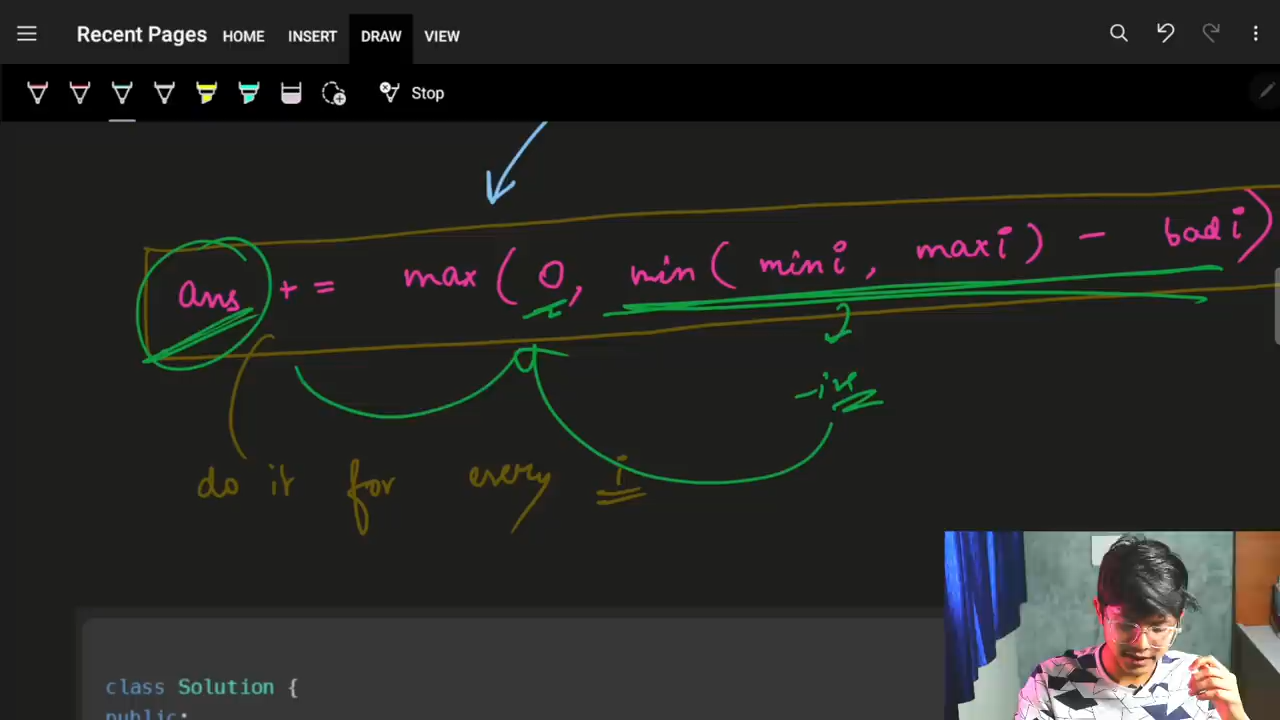 Recent Pages HOME INSERT DRAW VIEW
Stop
ans += max ( 0, min ( mini, maxi ) - badi )
-ive
do it for every i
class Solution {
public: